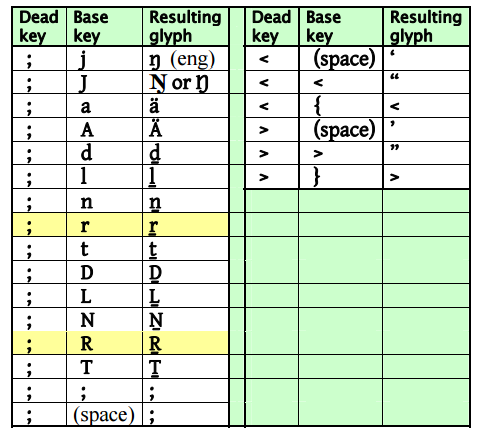 Dead Base Resulting Dead Base Resulting
key key glyph key key glyph
; j ŋ (eng) < (space) ‘
; J Ŋ or Ŋ < < “
; a ä < { <
; A Ä > (space) ’
; d ḏ > > ”
; l ḻ > } >
; n ṉ
; r ṟ
; t ṯ
; D Ḏ
; L Ḻ
; N Ṉ
; R Ṟ
; T Ṯ
; ; ;
; (space) ;